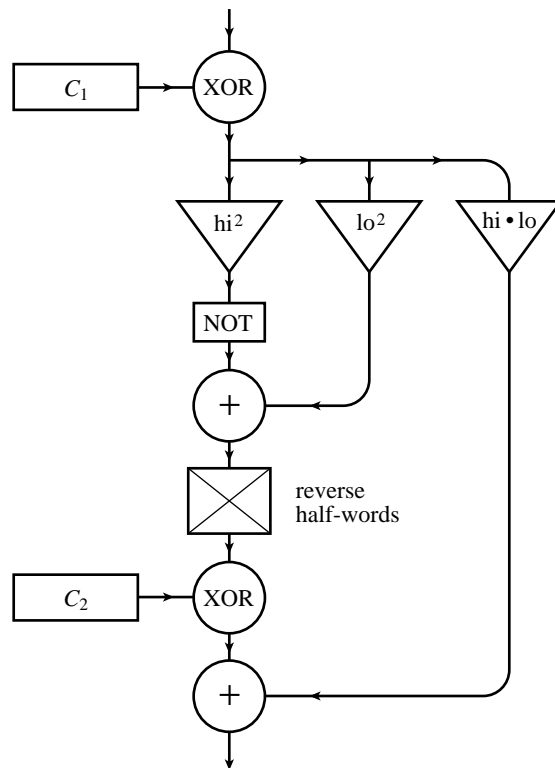 XOR
C1
hi² lo² hi • lo
NOT
+
reverse
half-words
C2
XOR
+